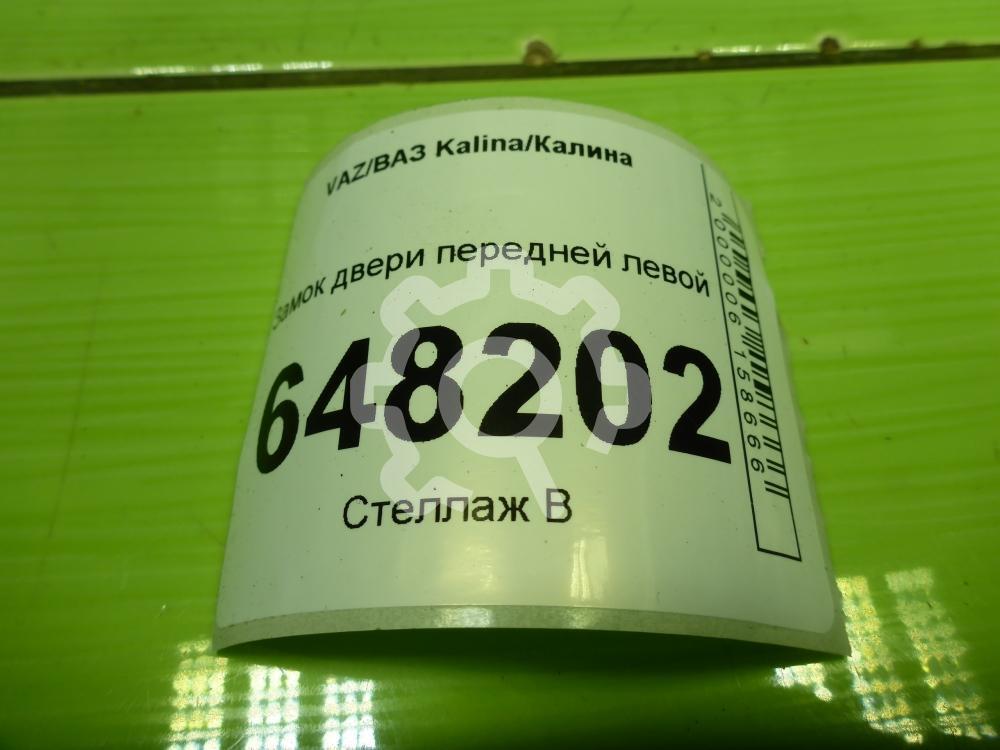 VAZ/ВАЗ Kalina/Калина
Замок двери передней левой
648202
Стеллаж B
2000006158666